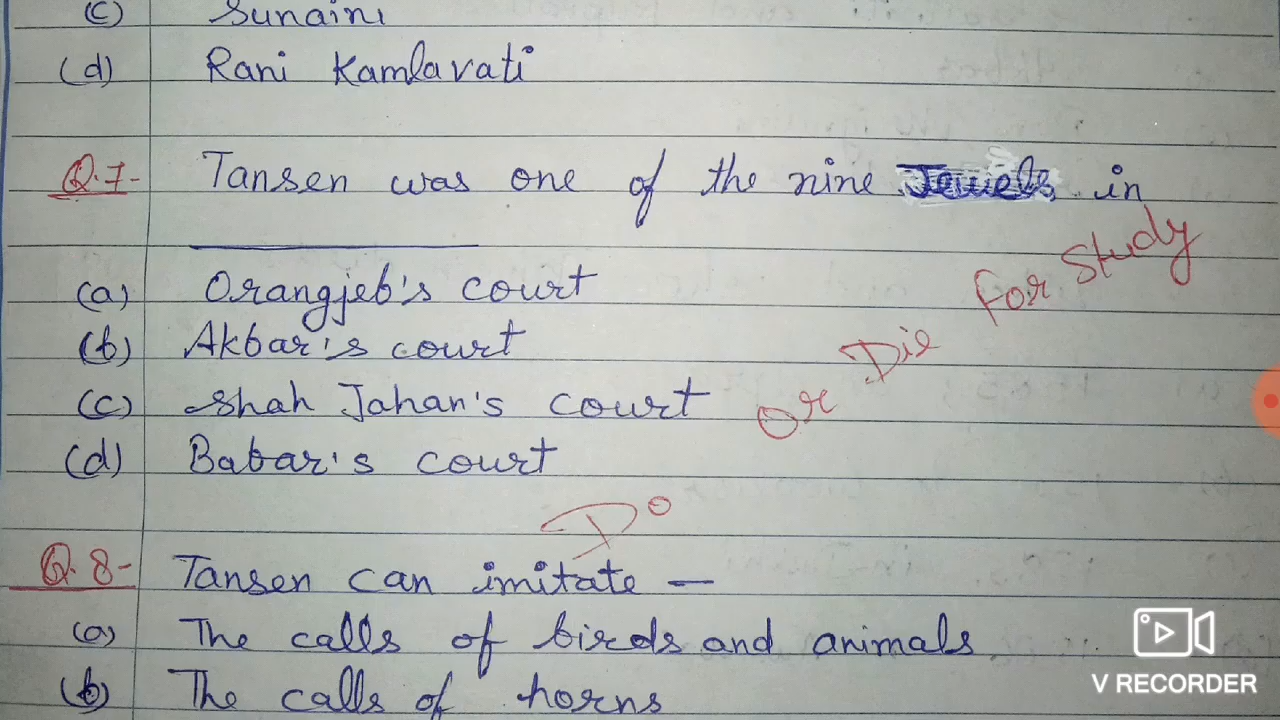 (c) Sunaini
(d) Rani Kamlavati
Q.7- Tansen was one of the nine Jewels in
(a) Orangjeb's court
(b) Akbar's court
(c) Shah Jahan's court
(d) Babar's court
Do or Die for Study
Q.8- Tansen can imitate —
(a) The calls of birds and animals
(b) The calls of horns
V RECORDER